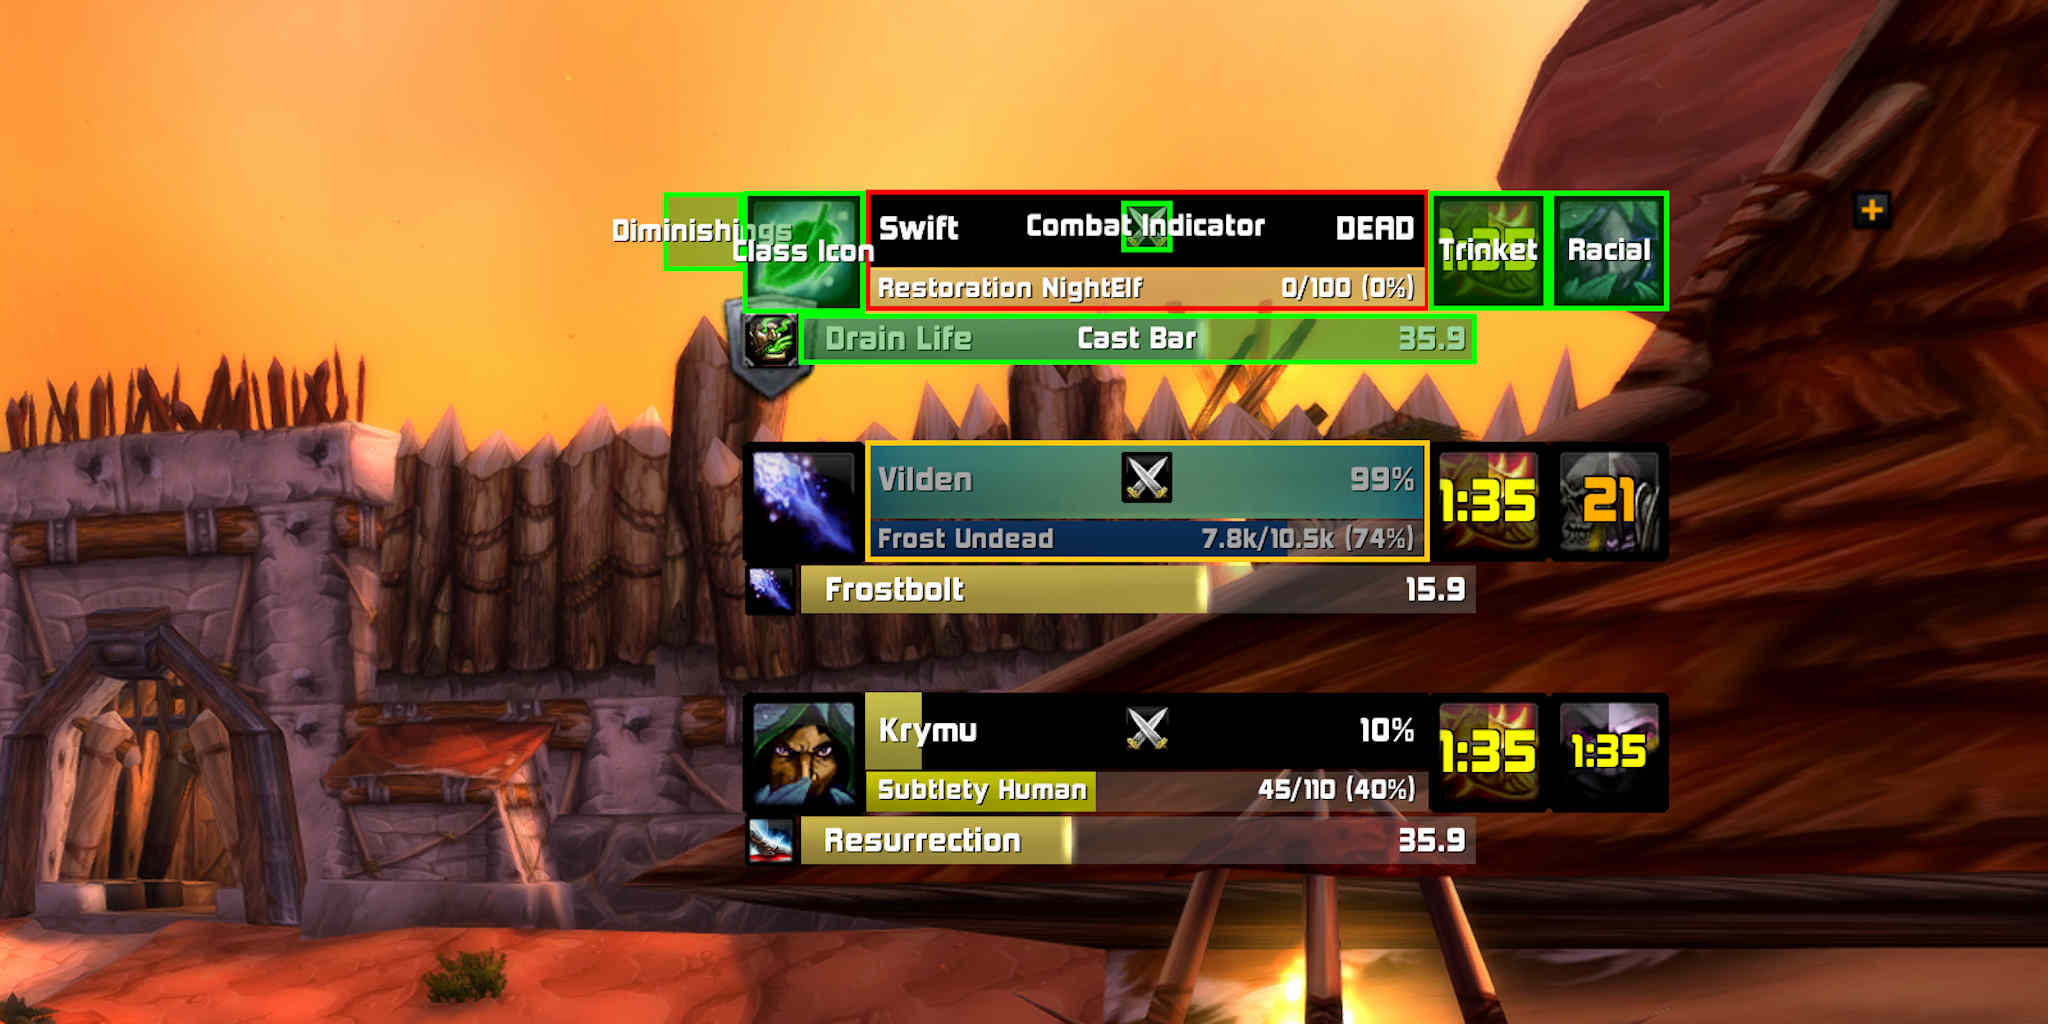 Diminishings
Class Icon
Swift
Combat Indicator
DEAD
Restoration NightElf
0/100 (0%)
1:35
Trinket
Racial
Drain Life
Cast Bar
35.9
Vilden
99%
Frost Undead
7.8k/10.5k (74%)
1:35
21
Frostbolt
15.9
Krymu
10%
Subtlety Human
45/110 (40%)
1:35
1:35
Resurrection
35.9